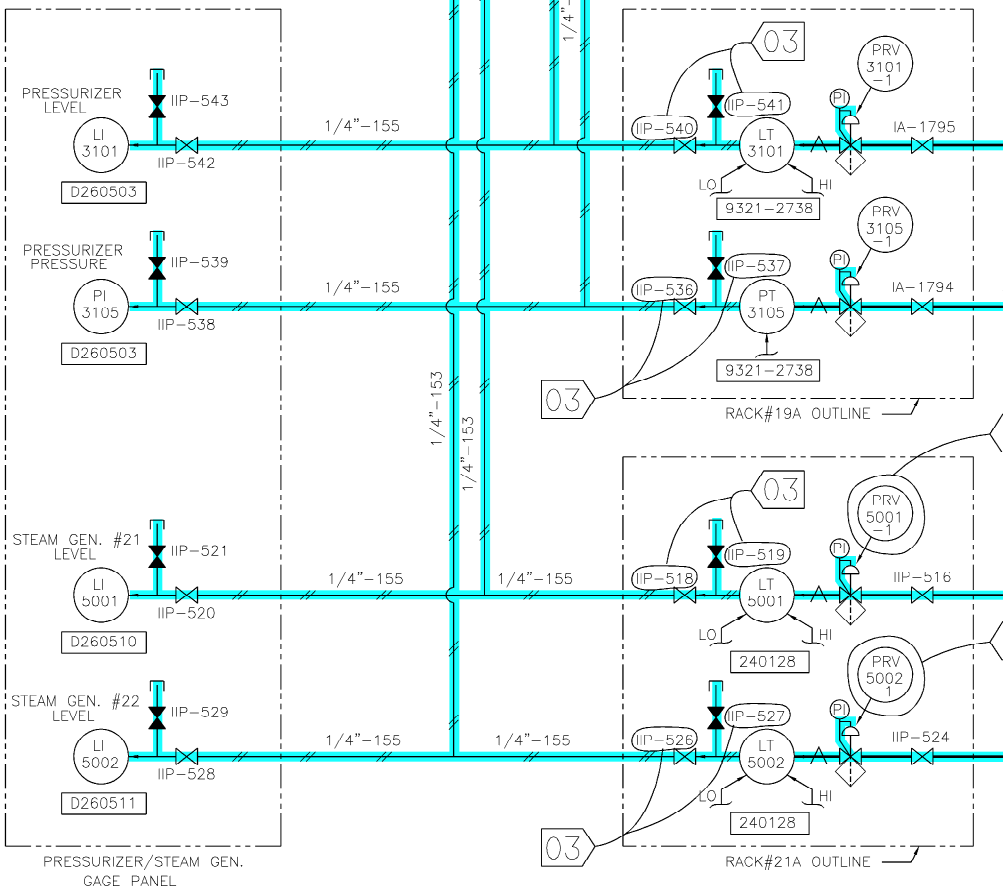 1/4"-
03
PRV
3101
-1
PRESSURIZER
LEVEL
IIP-543
PI
IIP-541
LI
3101
1/4"-155
IIP-540
LT
3101
IA-1795
IIP-542
LO
HI
D260503
9321-2738
PRV
3105
-1
PRESSURIZER
PRESSURE
IIP-539
PI
IIP-537
PI
3105
1/4"-155
IIP-536
PT
3105
IA-1794
IIP-538
D260503
9321-2738
1/4"-153
1/4"-153
03
RACK#19A OUTLINE
03
PRV
5001
-1
STEAM GEN. #21
LEVEL
IIP-521
PI
IIP-519
LI
5001
1/4"-155
1/4"-155
IIP-518
LT
5001
IIP-516
IIP-520
LO
HI
D260510
240128
PRV
5002
1
STEAM GEN. #22
LEVEL
IIP-529
PI
IIP-527
LI
5002
1/4"-155
1/4"-155
IIP-526
LT
5002
IIP-524
IIP-528
LO
HI
D260511
240128
03
PRESSURIZER/STEAM GEN.
GAGE PANEL
RACK#21A OUTLINE